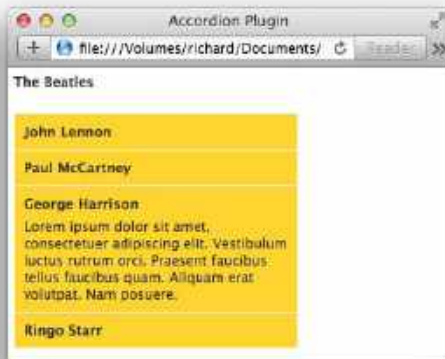 Accordion Plugin
file:///Volumes/richard/Documents/ Reader
The Beatles
John Lennon
Paul McCartney
George Harrison
Lorem ipsum dolor sit amet,
consectetuer adipiscing elit. Vestibulum
luctus rutrum orci. Praesent faucibus
tellus faucibus quam. Aliquam erat
volutpat. Nam posuere.
Ringo Starr